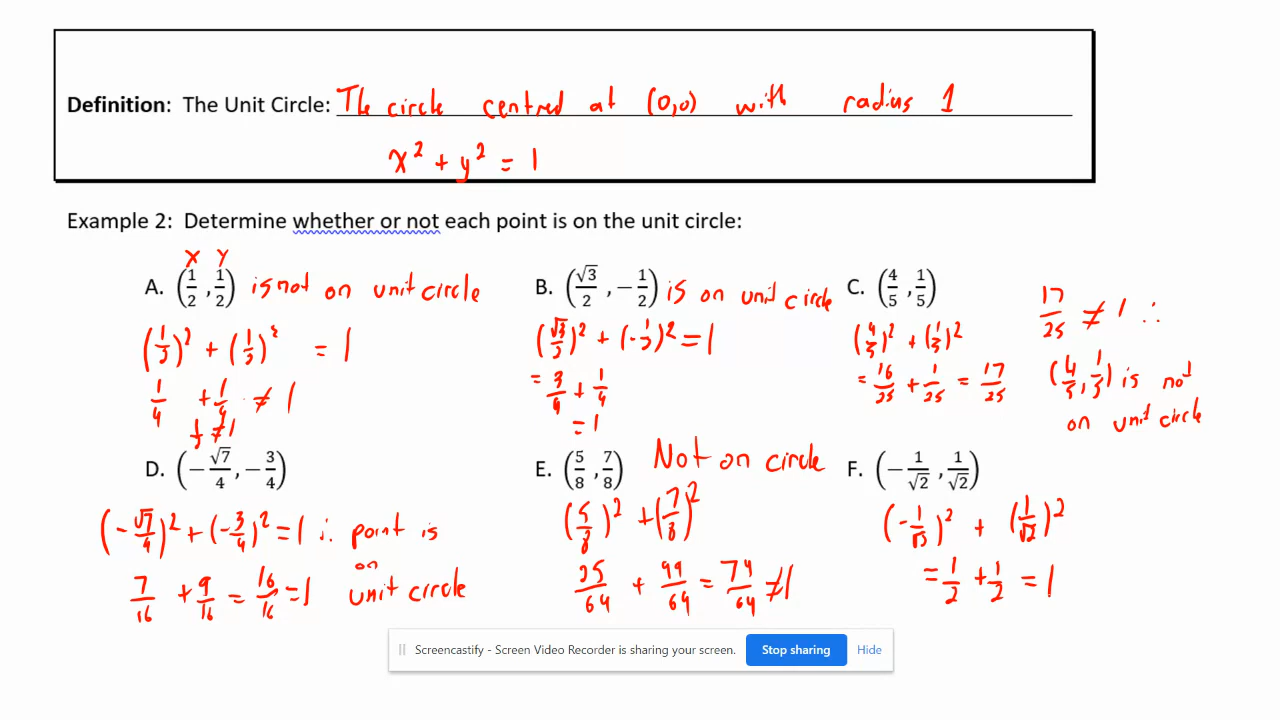 Definition: The Unit Circle: The circle centred at (0,0) with radius 1
x² + y² = 1
Example 2: Determine whether or not each point is on the unit circle:
x y
A. (1/2, 1/2) is not on unit circle
(1/2)² + (1/2)² = 1
1/4 + 1/4 ≠ 1
1/2 ≠ 1
B. (√3/2, -1/2) is on unit circle
(√3/2)² + (-1/2)² = 1
= 3/4 + 1/4
= 1
C. (4/5, 1/5)
(4/5)² + (1/5)²
= 16/25 + 1/25 = 17/25
17/25 ≠ 1 ∴
(4/5, 1/5) is not
on unit circle
D. (-√7/4, -3/4)
(-√7/4)² + (-3/4)² = 1 ∴ point is
on
7/16 + 9/16 = 16/16 = 1 unit circle
E. (5/8, 7/8) Not on circle
(5/8)² + (7/8)²
25/64 + 49/64 = 74/64 ≠ 1
F. (-1/√2, 1/√2)
(-1/√2)² + (1/√2)²
= 1/2 + 1/2 = 1
Screencastify - Screen Video Recorder is sharing your screen. Stop sharing Hide